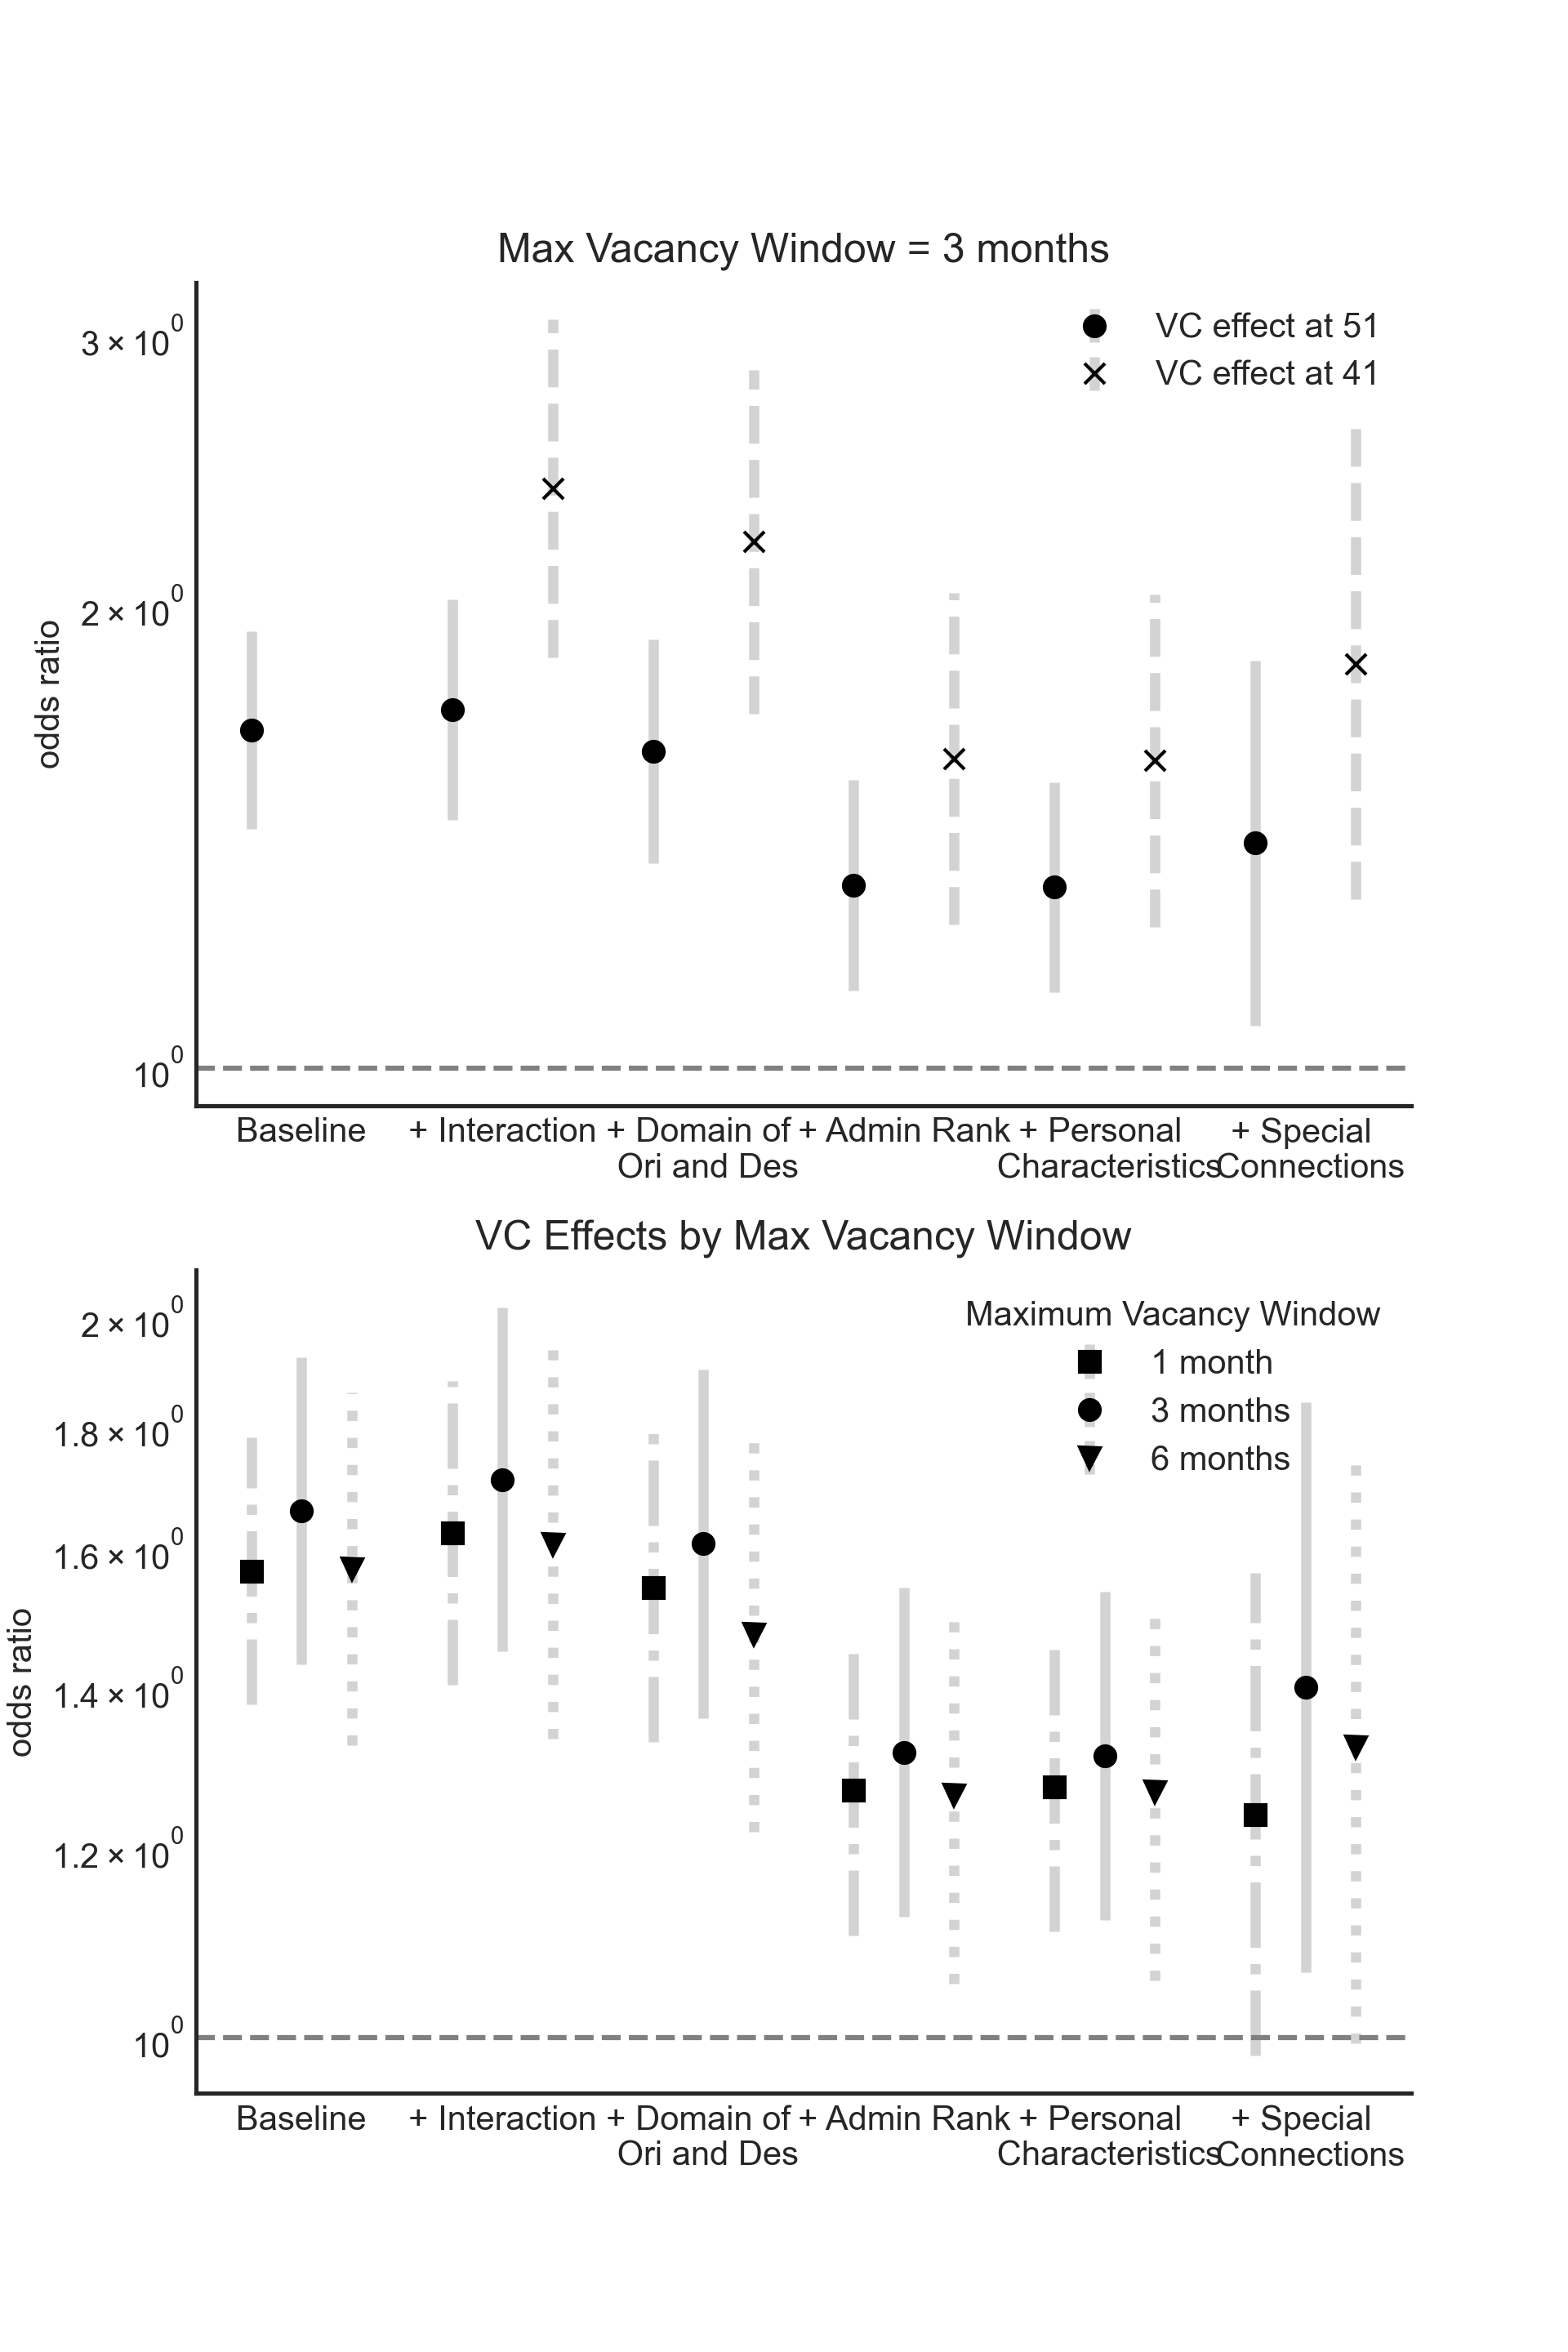 Max Vacancy Window = 3 months
3 × 10⁰
VC effect at 51
VC effect at 41
2 × 10⁰
odds ratio
10⁰
Baseline + Interaction + Domain of + Admin Rank + Personal + Special
Ori and Des Characteristics Connections
VC Effects by Max Vacancy Window
2 × 10⁰
Maximum Vacancy Window
1 month
3 months
6 months
1.8 × 10⁰
1.6 × 10⁰
1.4 × 10⁰
odds ratio
1.2 × 10⁰
10⁰
Baseline + Interaction + Domain of + Admin Rank + Personal + Special
Ori and Des Characteristics Connections